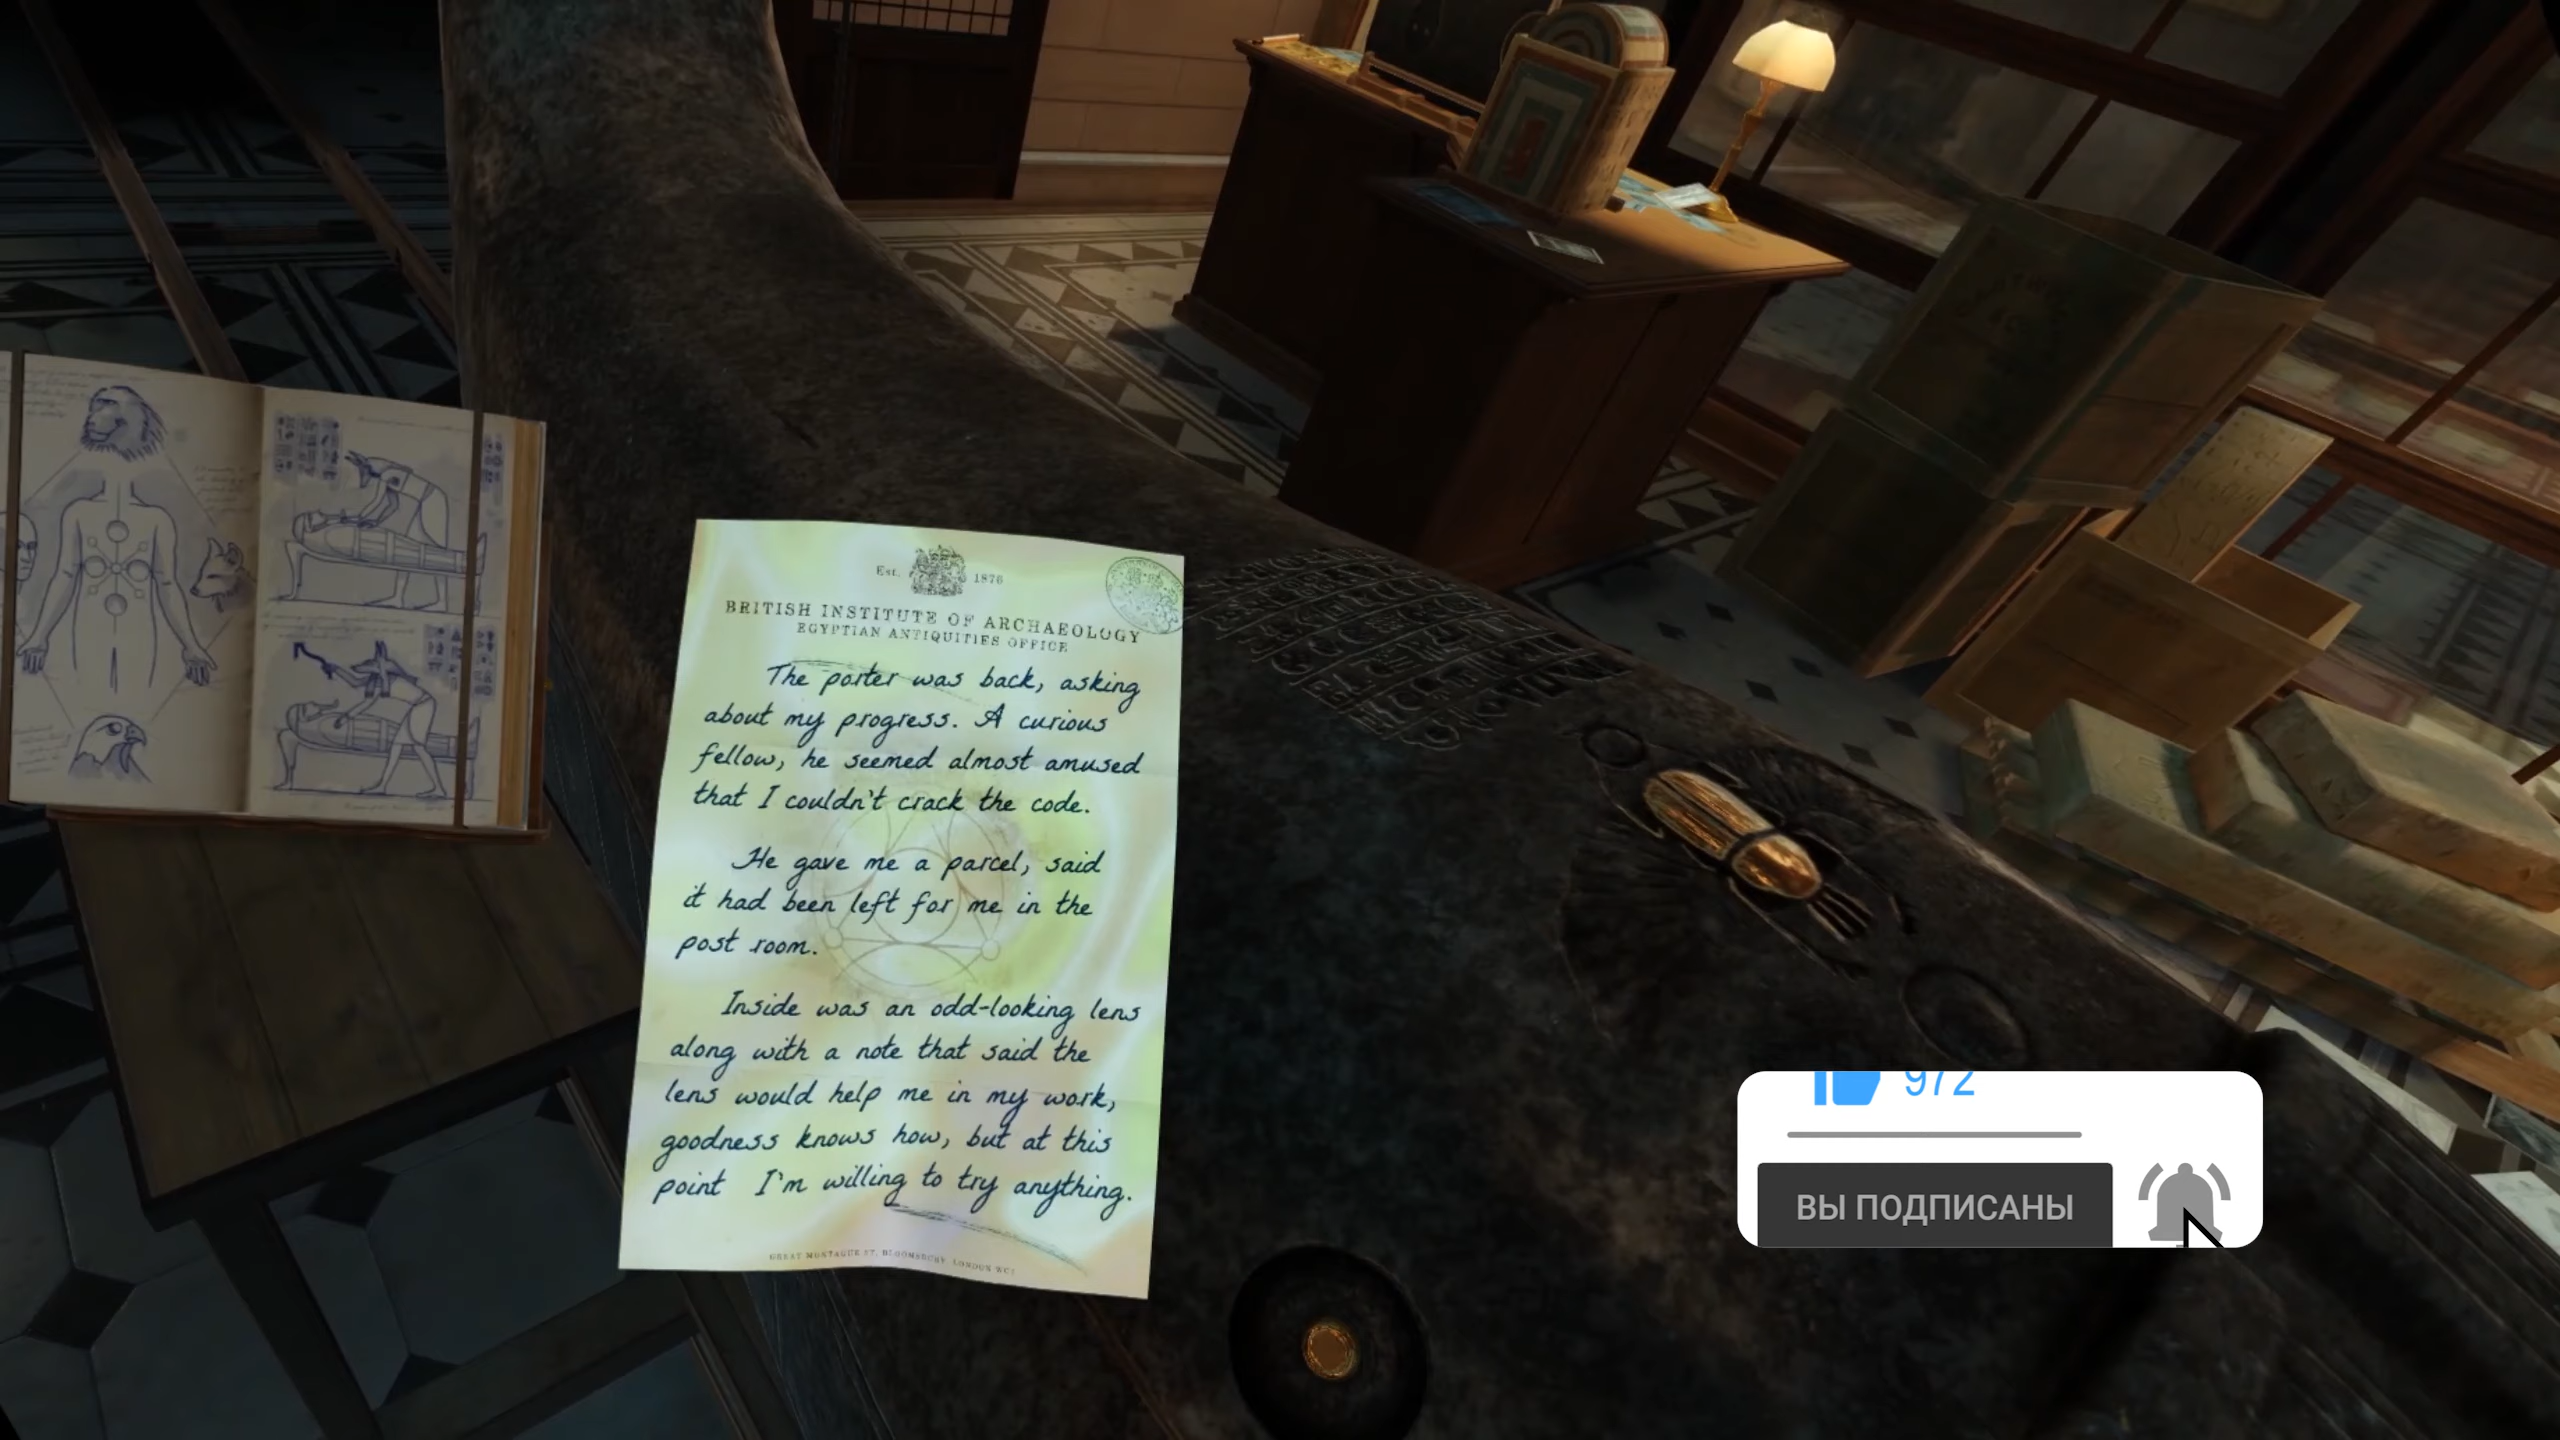 Est. 1876
BRITISH INSTITUTE OF ARCHAEOLOGY
EGYPTIAN ANTIQUITIES OFFICE
The porter was back, asking
about my progress. A curious
fellow, he seemed almost amused
that I couldn't crack the code.
He gave me a parcel, said
it had been left for me in the
post room.
Inside was an odd-looking lens
along with a note that said the
lens would help me in my work,
goodness knows how, but at this
point I'm willing to try anything.
GREAT MONTAGUE ST. BLOOMSBURY, LONDON WC1
972
ВЫ ПОДПИСАНЫ